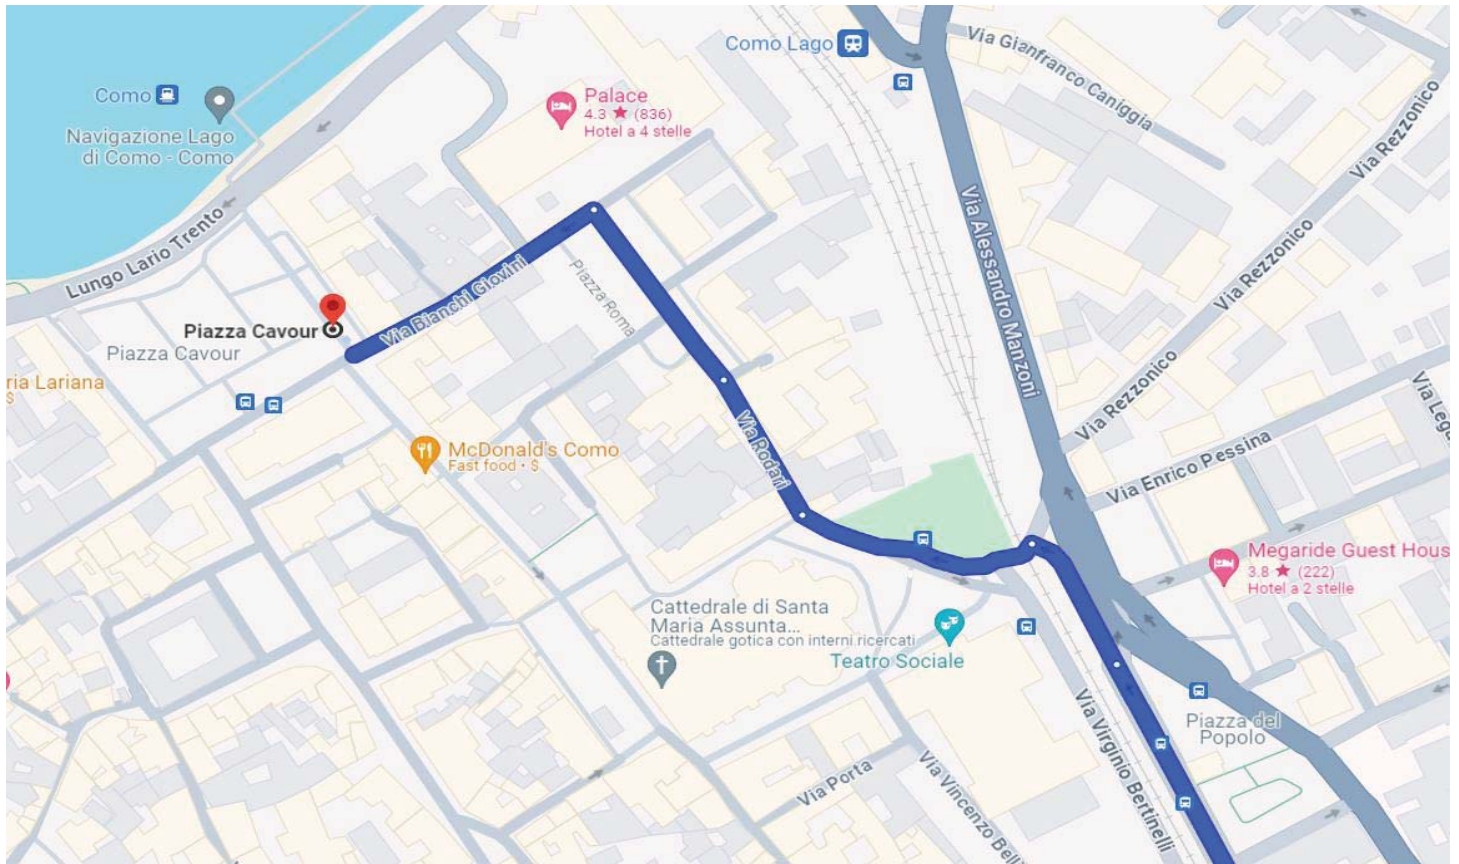 Como Lago
Via Gianfranco Caniggia
Palace
4.3 ★ (836)
Hotel a 4 stelle
Como
Navigazione Lago
di Como - Como
Via Rezzonico
Lungo Lario Trento
Via Alessandro Manzoni
Via Rezzonico
Via Bianchi Giovini
Piazza Roma
Piazza Cavour
Piazza Cavour
ria Lariana
$
Via Rezzonico
Via Lega
McDonald's Como
Fast food • $
Via Rodari
Via Enrico Pessina
Megaride Guest Hous
3.8 ★ (222)
Hotel a 2 stelle
Cattedrale di Santa
Maria Assunta...
Cattedrale gotica con interni ricercati
Teatro Sociale
Piazza del
Popolo
Via Virginio Bertinelli
Via Porta
Via Vincenzo Bell